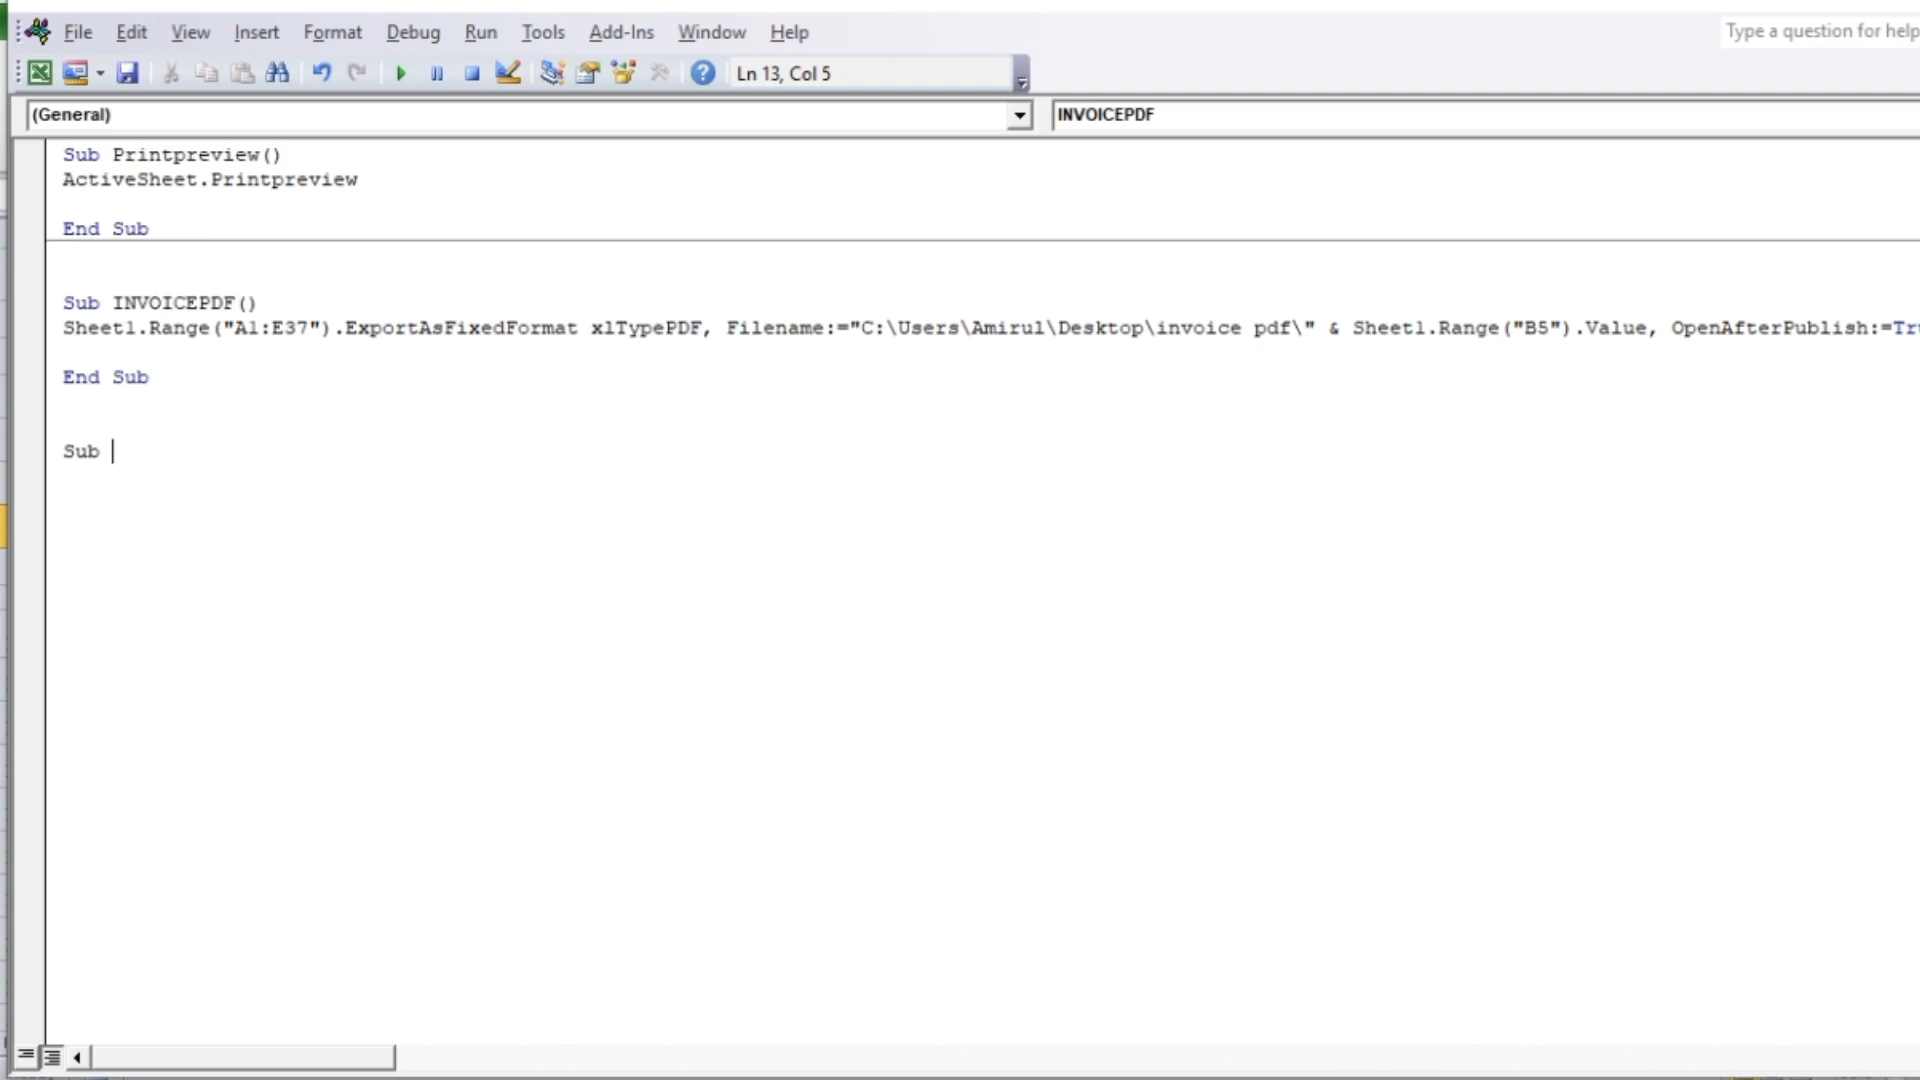 File Edit View Insert Format Debug Run Tools Add-Ins Window Help Type a question for help
Ln 13, Col 5
(General) INVOICEPDF
Sub Printpreview()
ActiveSheet.Printpreview
End Sub
Sub INVOICEPDF()
Sheet1.Range("A1:E37").ExportAsFixedFormat xlTypePDF, Filename:="C:\Users\Amirul\Desktop\invoice pdf\" & Sheet1.Range("B5").Value, OpenAfterPublish:=Tru
End Sub
Sub